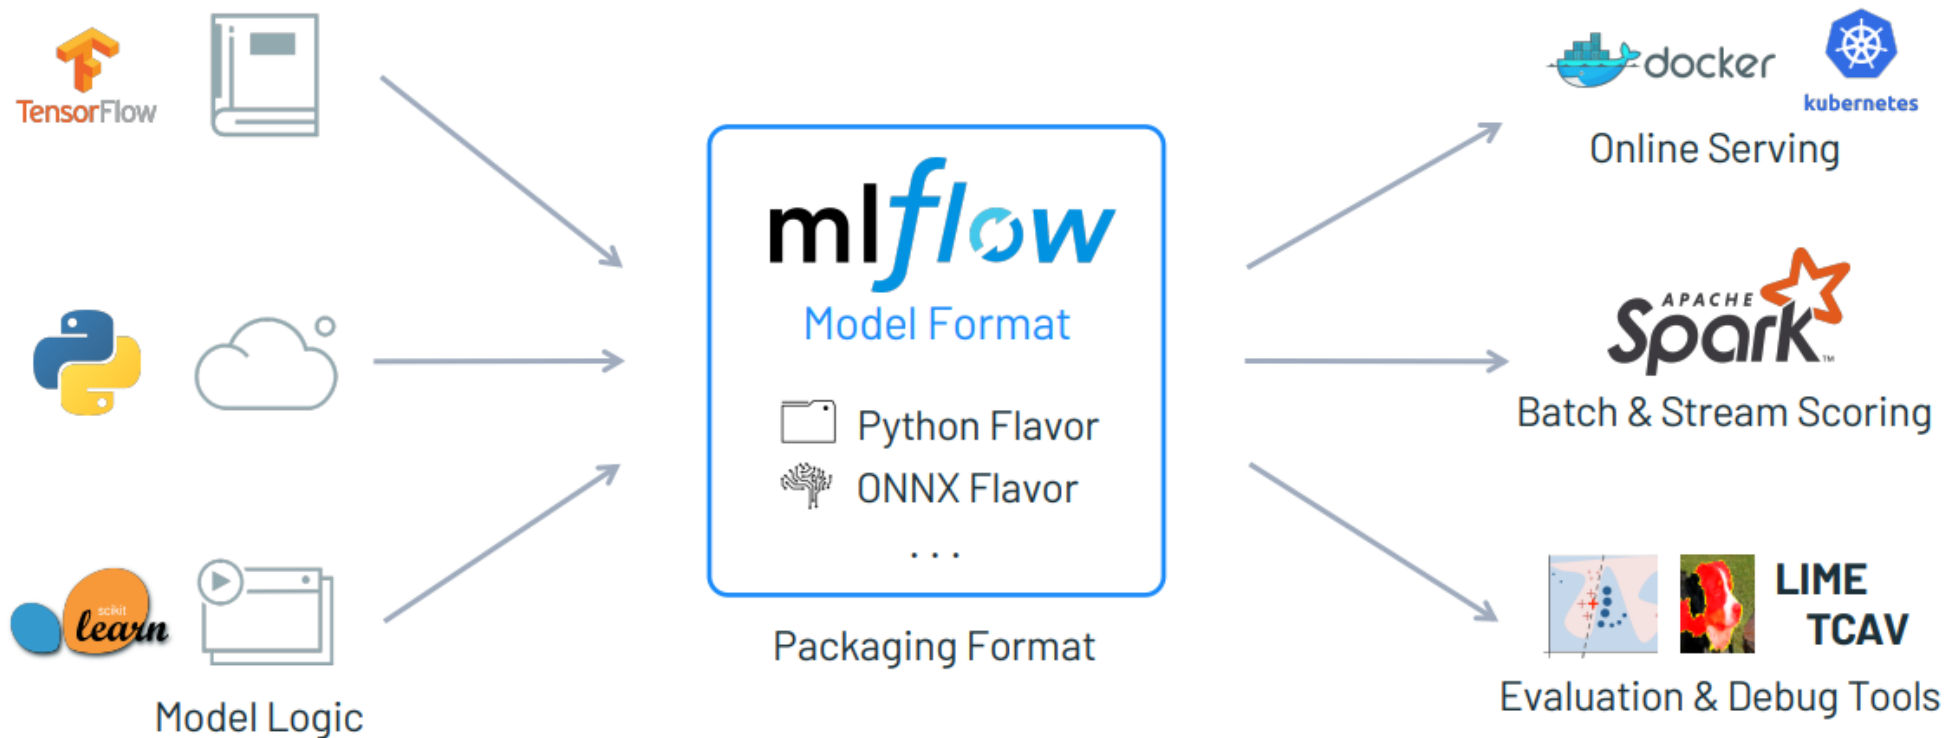 TensorFlow
scikit
learn
Model Logic
mlflow
Model Format
Python Flavor
ONNX Flavor
...
Packaging Format
docker
kubernetes
Online Serving
APACHE
Spark™
Batch & Stream Scoring
LIME
TCAV
Evaluation & Debug Tools